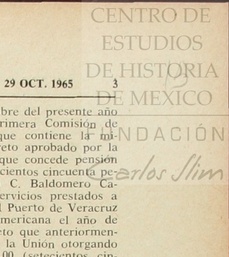 CENTRO DE
ESTUDIOS
DE HISTORIA
DE MEXICO
FUNDACIÓN
Carlos Slim
29 OCT. 1965 3
bre del presente año
rimera Comisión de
que contiene la mi-
reto aprobado por la
que concede pensión
cientos cincuenta pe-
C. Baldomero Ca-
ervicios prestados a
l Puerto de Veracruz
americana el año de
eto que anteriormen-
la Unión otorgando
00 (setecientos cin-